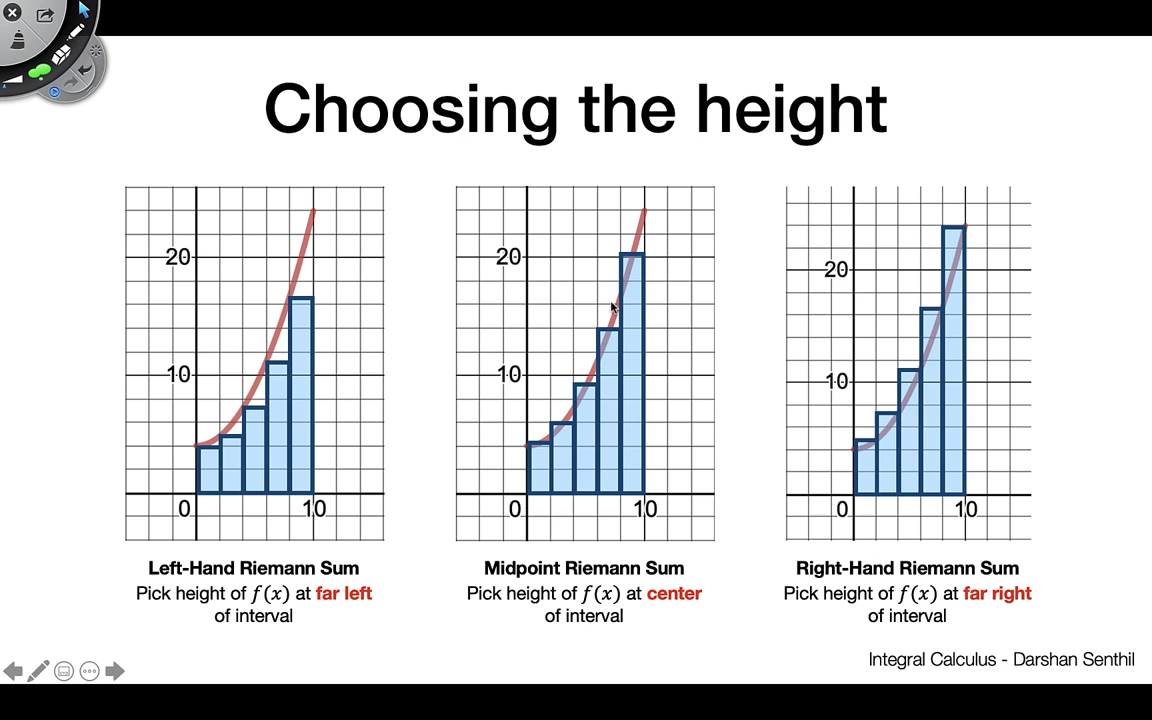 Choosing the height
20
10
0
10
20
10
0
10
20
10
0
10
Left-Hand Riemann Sum
Pick height of f(x) at far left
of interval
Midpoint Riemann Sum
Pick height of f(x) at center
of interval
Right-Hand Riemann Sum
Pick height of f(x) at far right
of interval
Integral Calculus - Darshan Senthil